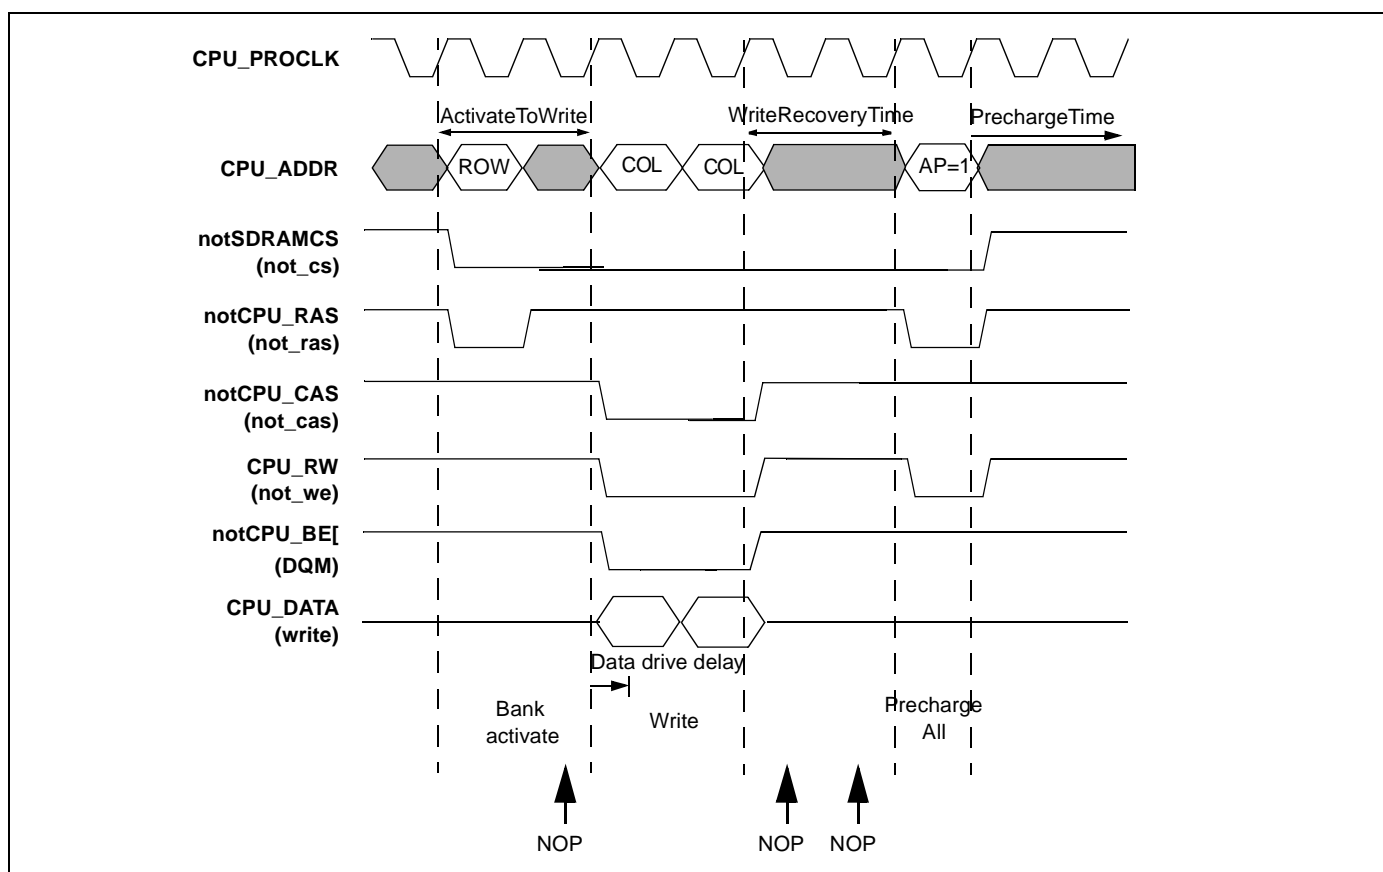 CPU_PROCLK
ActivateToWrite
WriteRecoveryTime
PrechargeTime
CPU_ADDR
ROW
COL
COL
AP=1
notSDRAMCS
(not_cs)
notCPU_RAS
(not_ras)
notCPU_CAS
(not_cas)
CPU_RW
(not_we)
notCPU_BE[
(DQM)
CPU_DATA
(write)
Data drive delay
Bank
activate
Write
Precharge
All
NOP
NOP
NOP